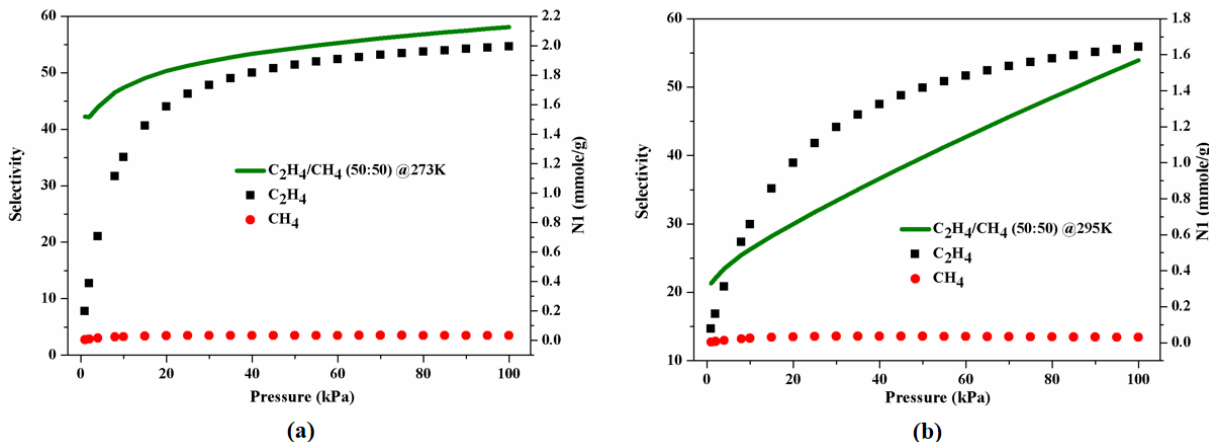 60
50
40
30
20
10
0
Selectivity
C2H4/CH4 (50:50) @273K
C2H4
CH4
2.2
2.0
1.8
1.6
1.4
1.2
1.0
0.8
0.6
0.4
0.2
0.0
N1 (mmole/g)
0 20 40 60 80 100
Pressure (kPa)
(a)
60
50
40
30
20
10
Selectivity
C2H4/CH4 (50:50) @295K
C2H4
CH4
1.8
1.6
1.4
1.2
1.0
0.8
0.6
0.4
0.2
0.0
N1 (mmole/g)
0 20 40 60 80 100
Pressure (kPa)
(b)